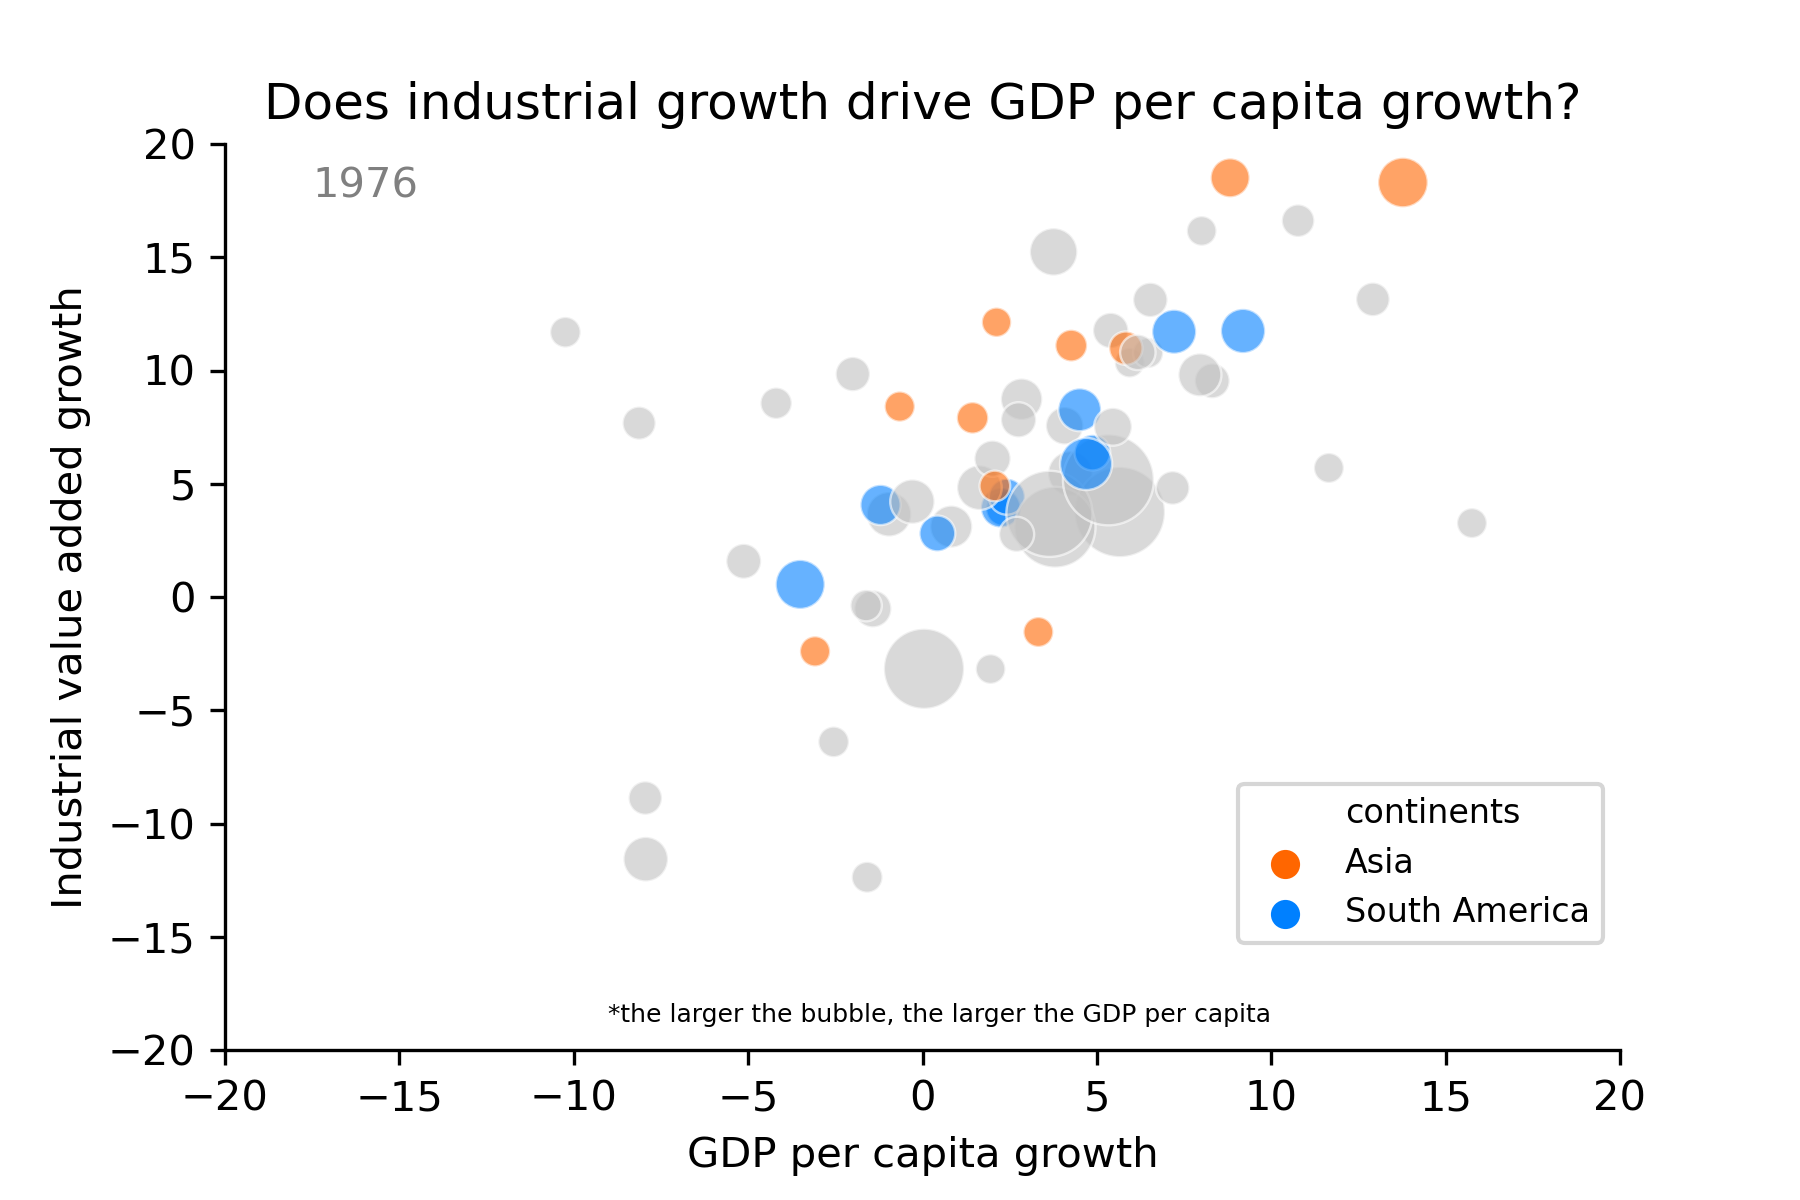 Does industrial growth drive GDP per capita growth?
1976
20
15
10
5
0
−5
−10
−15
−20
Industrial value added growth
continents
Asia
South America
*the larger the bubble, the larger the GDP per capita
−20 −15 −10 −5 0 5 10 15 20
GDP per capita growth